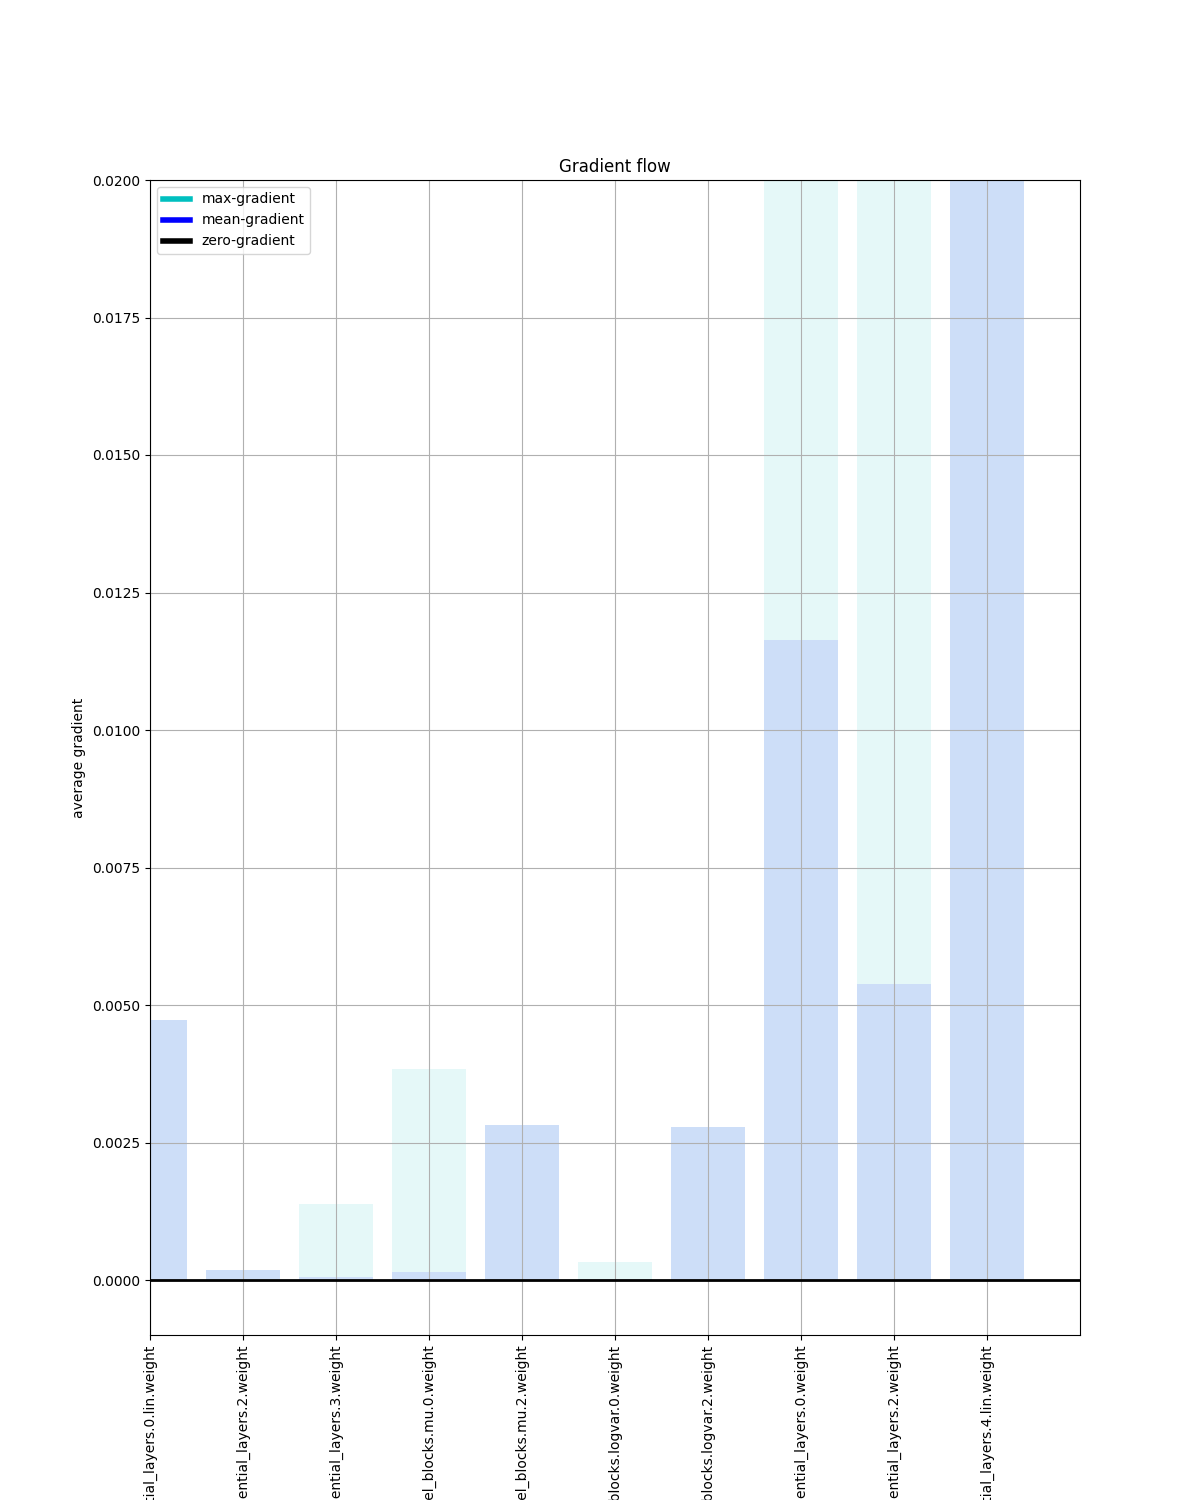 Gradient flow
max-gradient
mean-gradient
zero-gradient
0.0200
0.0175
0.0150
0.0125
0.0100
0.0075
0.0050
0.0025
0.0000
average gradient
tial_layers.0.lin.weight
ential_layers.2.weight
ential_layers.3.weight
el_blocks.mu.0.weight
el_blocks.mu.2.weight
blocks.logvar.0.weight
blocks.logvar.2.weight
ential_layers.0.weight
ential_layers.2.weight
tial_layers.4.lin.weight